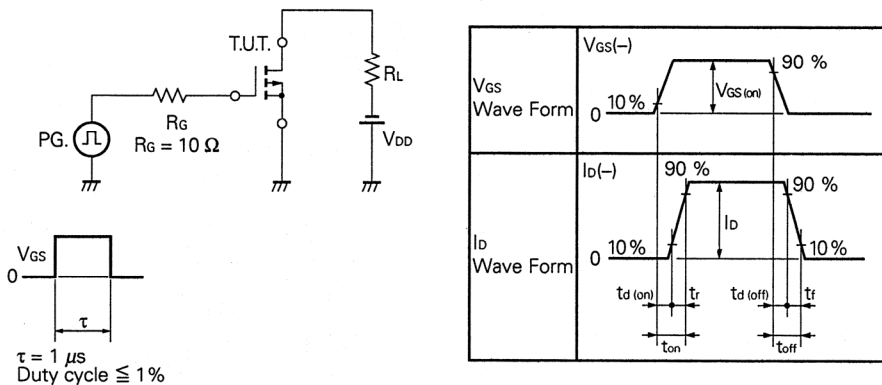 T.U.T.
RL
RG
RG = 10 Ω
PG.
VDD
VGS
0
τ
τ = 1 μs
Duty cycle ≦ 1%
VGS
Wave Form
VGS(−)
10%
0
VGS (on)
90 %
ID
Wave Form
ID(−)
90 %
90 %
ID
0
10%
10%
td (on)
tr
td (off)
tf
ton
toff